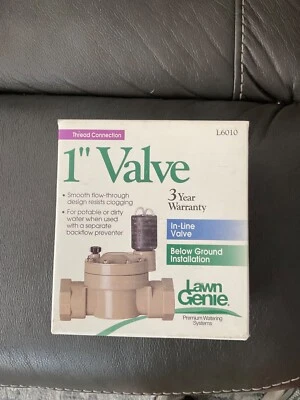 Thread Connection
L6010
1" Valve
• Smooth flow-through
design resists clogging
• For potable or dirty
water when used
with a separate
backflow preventer
3 Year
Warranty
In-Line
Valve
Below Ground
Installation
Lawn
Genie®
Premium Watering
Systems